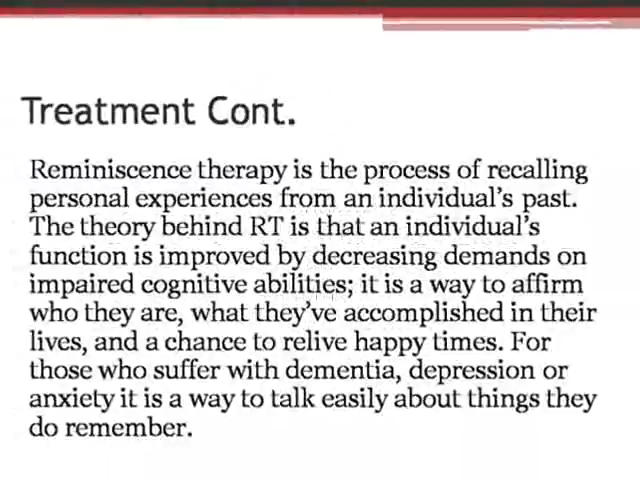 Treatment Cont.
Reminiscence therapy is the process of recalling
personal experiences from an individual's past.
The theory behind RT is that an individual's
function is improved by decreasing demands on
impaired cognitive abilities; it is a way to affirm
who they are, what they've accomplished in their
lives, and a chance to relive happy times. For
those who suffer with dementia, depression or
anxiety it is a way to talk easily about things they
do remember.